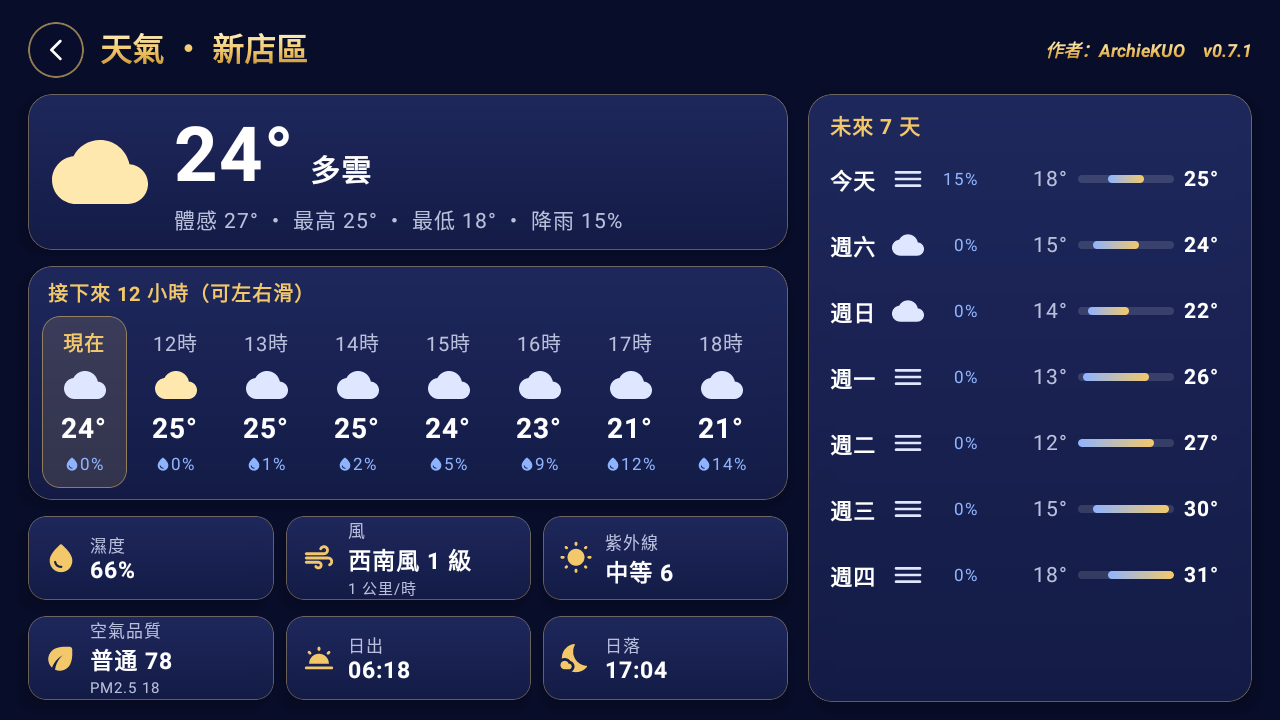 天氣 · 新店區
作者：ArchieKUO v0.7.1
24° 多雲
體感 27° · 最高 25° · 最低 18° · 降雨 15%
接下來 12 小時（可左右滑）
現在 12時 13時 14時 15時 16時 17時 18時
24° 25° 25° 25° 24° 23° 21° 21°
0% 0% 1% 2% 5% 9% 12% 14%
濕度
66%
風
西南風 1 級
1 公里/時
紫外線
中等 6
空氣品質
普通 78
PM2.5 18
日出
06:18
日落
17:04
未來 7 天
今天 15% 18° 25°
週六 0% 15° 24°
週日 0% 14° 22°
週一 0% 13° 26°
週二 0% 12° 27°
週三 0% 15° 30°
週四 0% 18° 31°